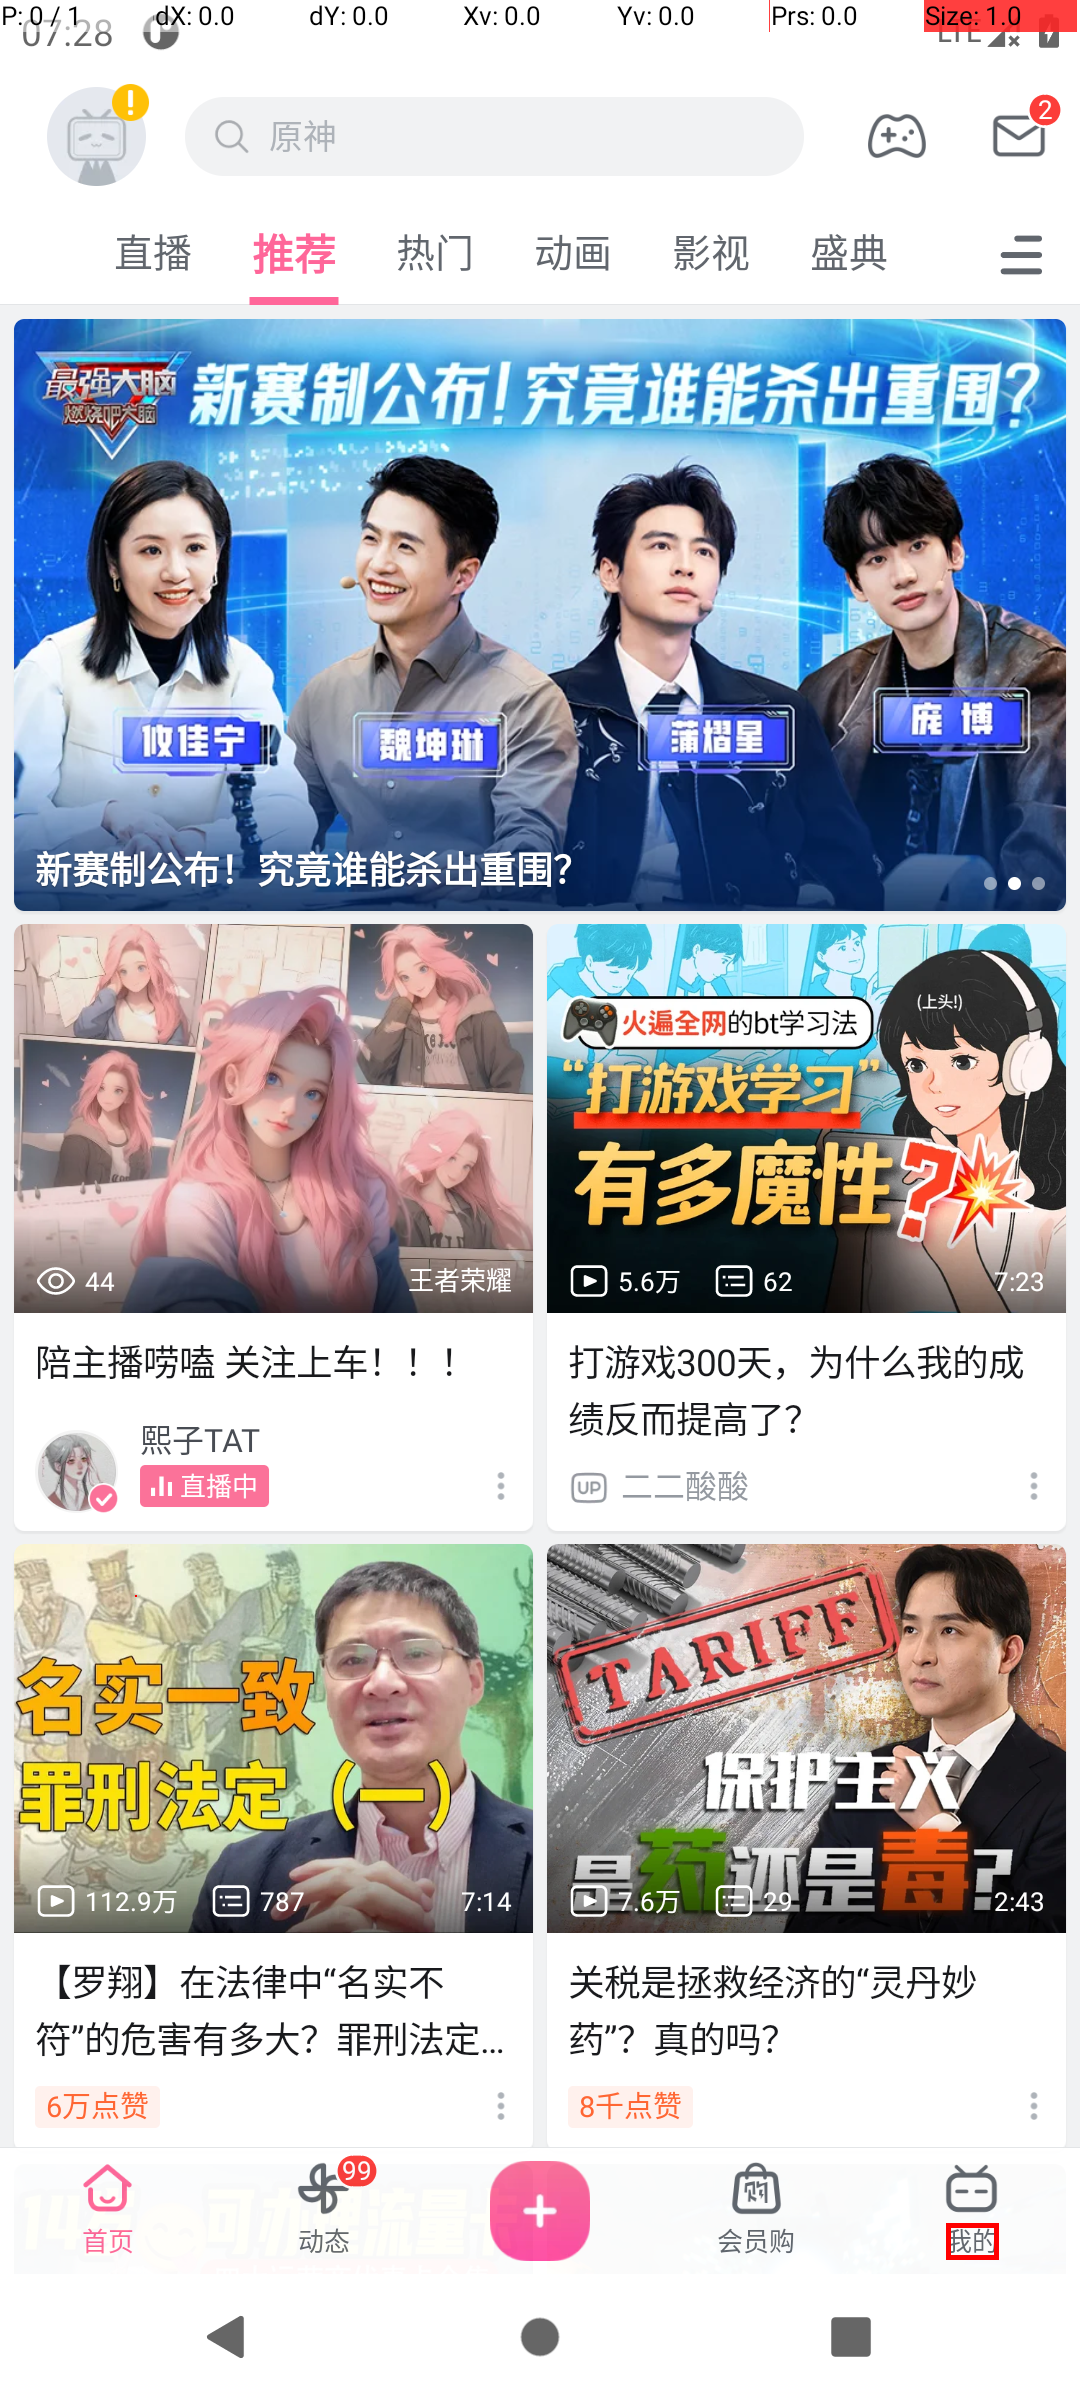 P: 0 / 1 dX: 0.0 dY: 0.0 Xv: 0.0 Yv: 0.0 Prs: 0.0 Size: 1.0
07:28 LTE
原神
2
直播 推荐 热门 动画 影视 盛典
最强大脑
燃烧吧大脑
新赛制公布!究竟谁能杀出重围?
攸佳宁 魏坤琳 蒲熠星 庞博
新赛制公布！究竟谁能杀出重围？
44 王者荣耀
陪主播唠嗑 关注上车！！！
熙子TAT
直播中
(上头!)
火遍全网的bt学习法
“打游戏学习”
有多魔性?
5.6万 62 7:23
打游戏300天，为什么我的成
绩反而提高了？
UP 二二酸酸
名实一致
罪刑法定（一）
112.9万 787 7:14
【罗翔】在法律中“名实不
符”的危害有多大？罪刑法定...
6万点赞
TARIFF
保护主义
是药还是毒?
7.6万 29 2:43
关税是拯救经济的“灵丹妙
药”？真的吗？
8千点赞
首页
99
动态
会员购
我的